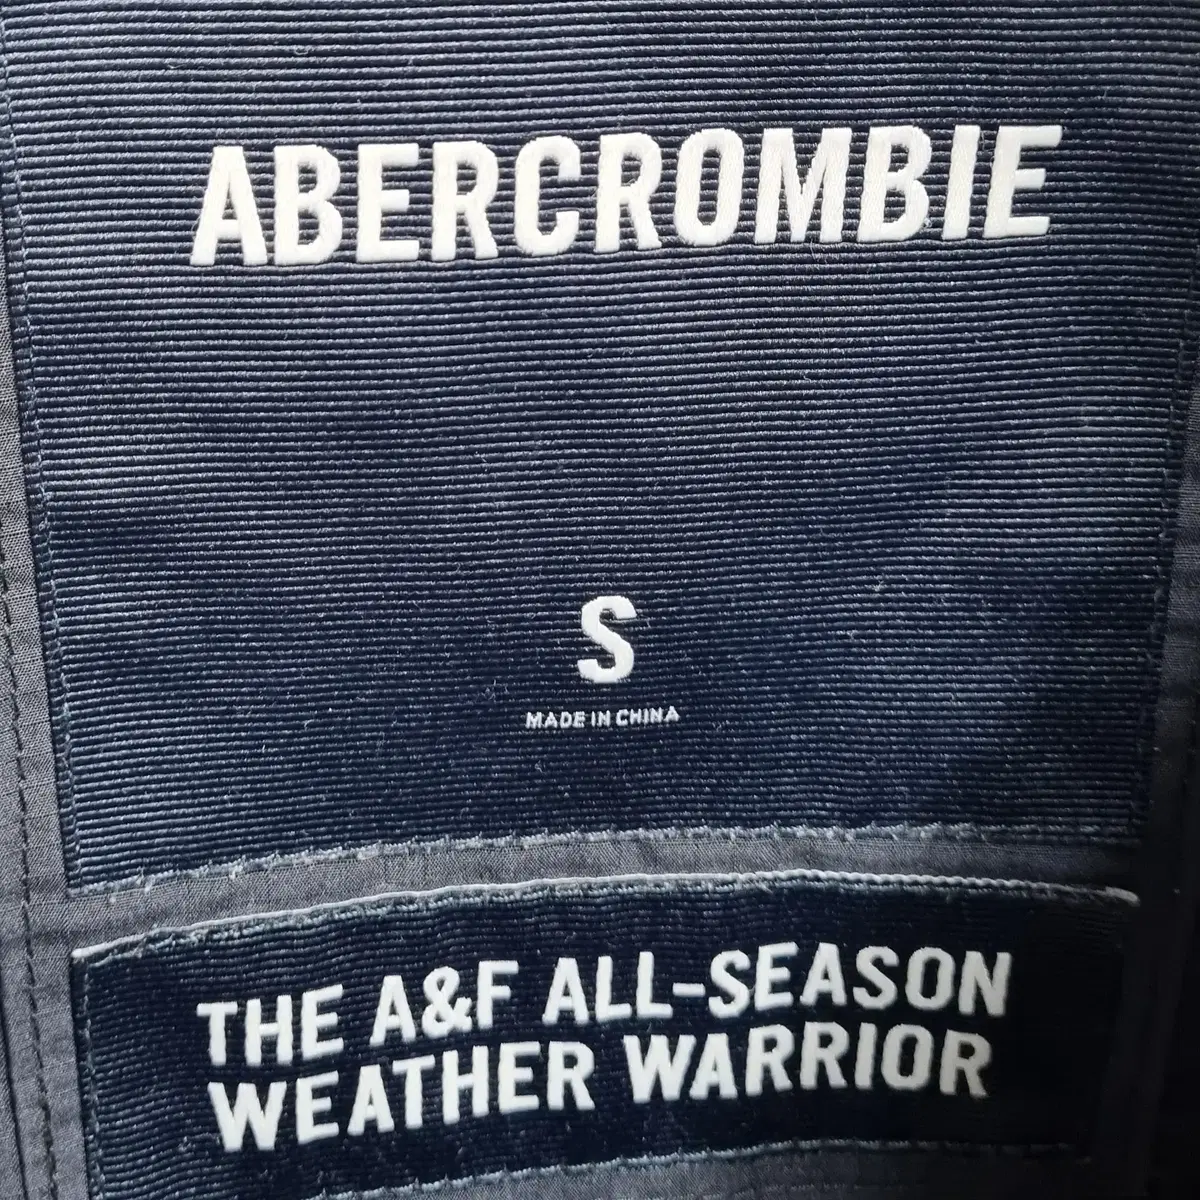 ABERCROMBIE
S
MADE IN CHINA
THE A&F ALL-SEASON
WEATHER WARRIOR